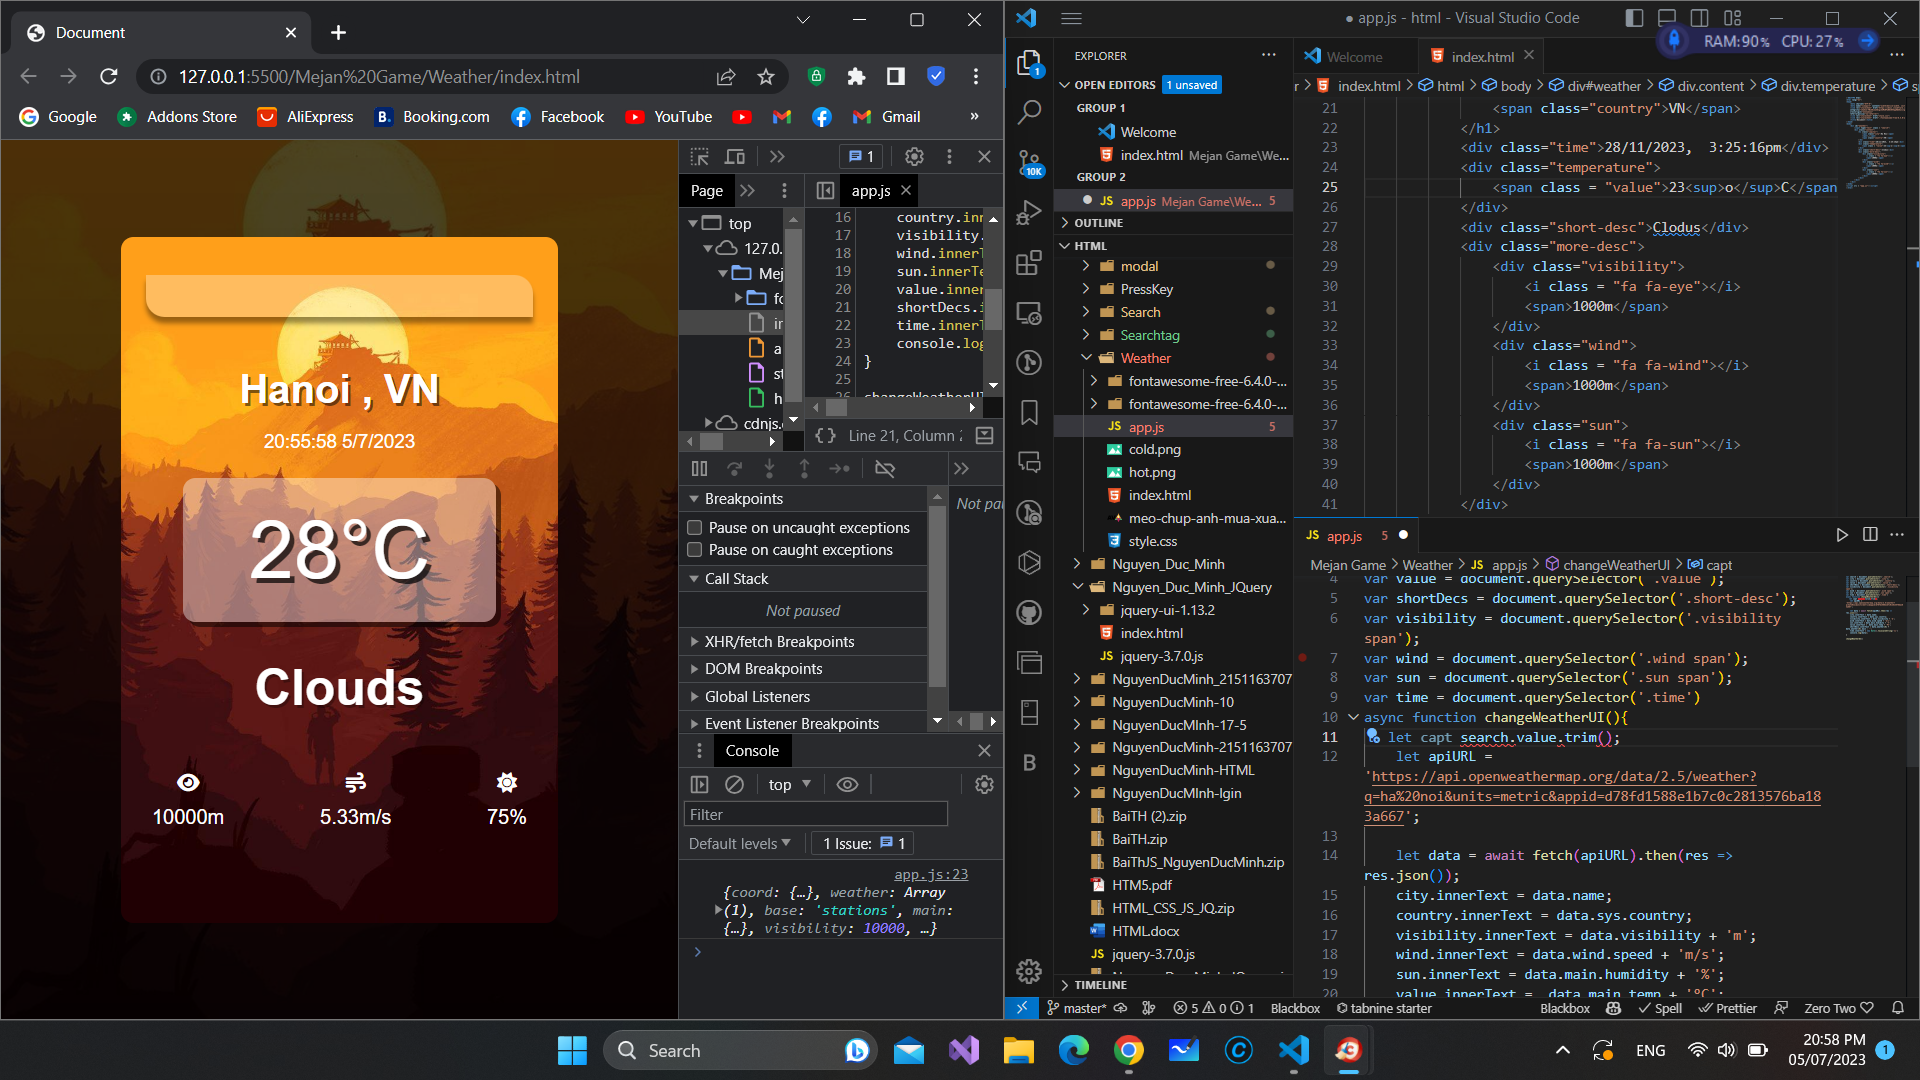 Document
127.0.0.1:5500/Mejan%20Game/Weather/index.html
Google
Addons Store
AliExpress
Booking.com
Facebook
YouTube
Gmail
»
Hanoi , VN
20:55:58 5/7/2023
28°C
Clouds
10000m
5.33m/s
75%
1
Page
app.js
top
127.0.
Mej
cdnjs.
16 country.inn
17 visibility.
18 wind.innerT
19 sun.innerTe
20 value.inner
21 shortDecs.i
22 time.innerT
23 console.log
24 }
25
Line 21, Column 2
Breakpoints
Not pau
Pause on uncaught exceptions
Pause on caught exceptions
Call Stack
Not paused
XHR/fetch Breakpoints
DOM Breakpoints
Global Listeners
Event Listener Breakpoints
Console
top
Filter
Default levels
1 Issue: 1
app.js:23
{coord: {…}, weather: Array
(1), base: 'stations', main:
{…}, visibility: 10000, …}
● app.js - html - Visual Studio Code
RAM:90% CPU:27%
EXPLORER
OPEN EDITORS 1 unsaved
GROUP 1
Welcome
index.html Mejan Game\We...
GROUP 2
app.js Mejan Game\We... 5
OUTLINE
HTML
modal
PressKey
Search
Searchtag
Weather
fontawesome-free-6.4.0-...
fontawesome-free-6.4.0-...
app.js 5
cold.png
hot.png
index.html
meo-chup-anh-mua-xua...
style.css
Nguyen_Duc_Minh
Nguyen_Duc_Minh_JQuery
jquery-ui-1.13.2
index.html
jquery-3.7.0.js
NguyenDucMinh_2151163707
NguyenDucMinh-10
NguyenDucMInh-17-5
NguyenDucMinh-2151163707
NguyenDucMinh-HTML
NguyenDucMInh-lgin
BaiTH (2).zip
BaiTH.zip
BaiThJS_NguyenDucMinh.zip
HTM5.pdf
HTML_CSS_JS_JQ.zip
HTML.docx
jquery-3.7.0.js
TIMELINE
1
10K
Welcome
index.html
index.html > html > body > div#weather > div.content > div.temperature >
21 <span class="country">VN</span>
22 </h1>
23 <div class="time">28/11/2023, 3:25:16pm</div>
24 <div class="temperature">
25 <span class = "value">23<sup>o</sup>C</span
26 </div>
27 <div class="short-desc">Clodus</div>
28 <div class="more-desc">
29 <div class="visibility">
30 <i class = "fa fa-eye"></i>
31 <span>1000m</span>
32 </div>
33 <div class="wind">
34 <i class = "fa fa-wind"></i>
35 <span>1000m</span>
36 </div>
37 <div class="sun">
38 <i class = "fa fa-sun"></i>
39 <span>1000m</span>
40 </div>
41 </div>
app.js 5
Mejan Game > Weather > app.js > changeWeatherUI > capt
4 var value = document.querySelector('.value');
5 var shortDecs = document.querySelector('.short-desc');
6 var visibility = document.querySelector('.visibility
span');
7 var wind = document.querySelector('.wind span');
8 var sun = document.querySelector('.sun span');
9 var time = document.querySelector('.time')
10 async function changeWeatherUI(){
11 let capt search.value.trim();
12 let apiURL =
'https://api.openweathermap.org/data/2.5/weather?
q=ha%20noi&units=metric&appid=d78fd1588e1b7c0c2813576ba18
3a667';
13
14 let data = await fetch(apiURL).then(res =>
res.json());
15 city.innerText = data.name;
16 country.innerText = data.sys.country;
17 visibility.innerText = data.visibility + 'm';
18 wind.innerText = data.wind.speed + 'm/s';
19 sun.innerText = data.main.humidity + '%';
20 value.innerText = data.main.temp + '°C';
master*
5 0 1
Blackbox
tabnine starter
Blackbox
Spell
Prettier
Zero Two
Search
ENG
20:58 PM
05/07/2023
1